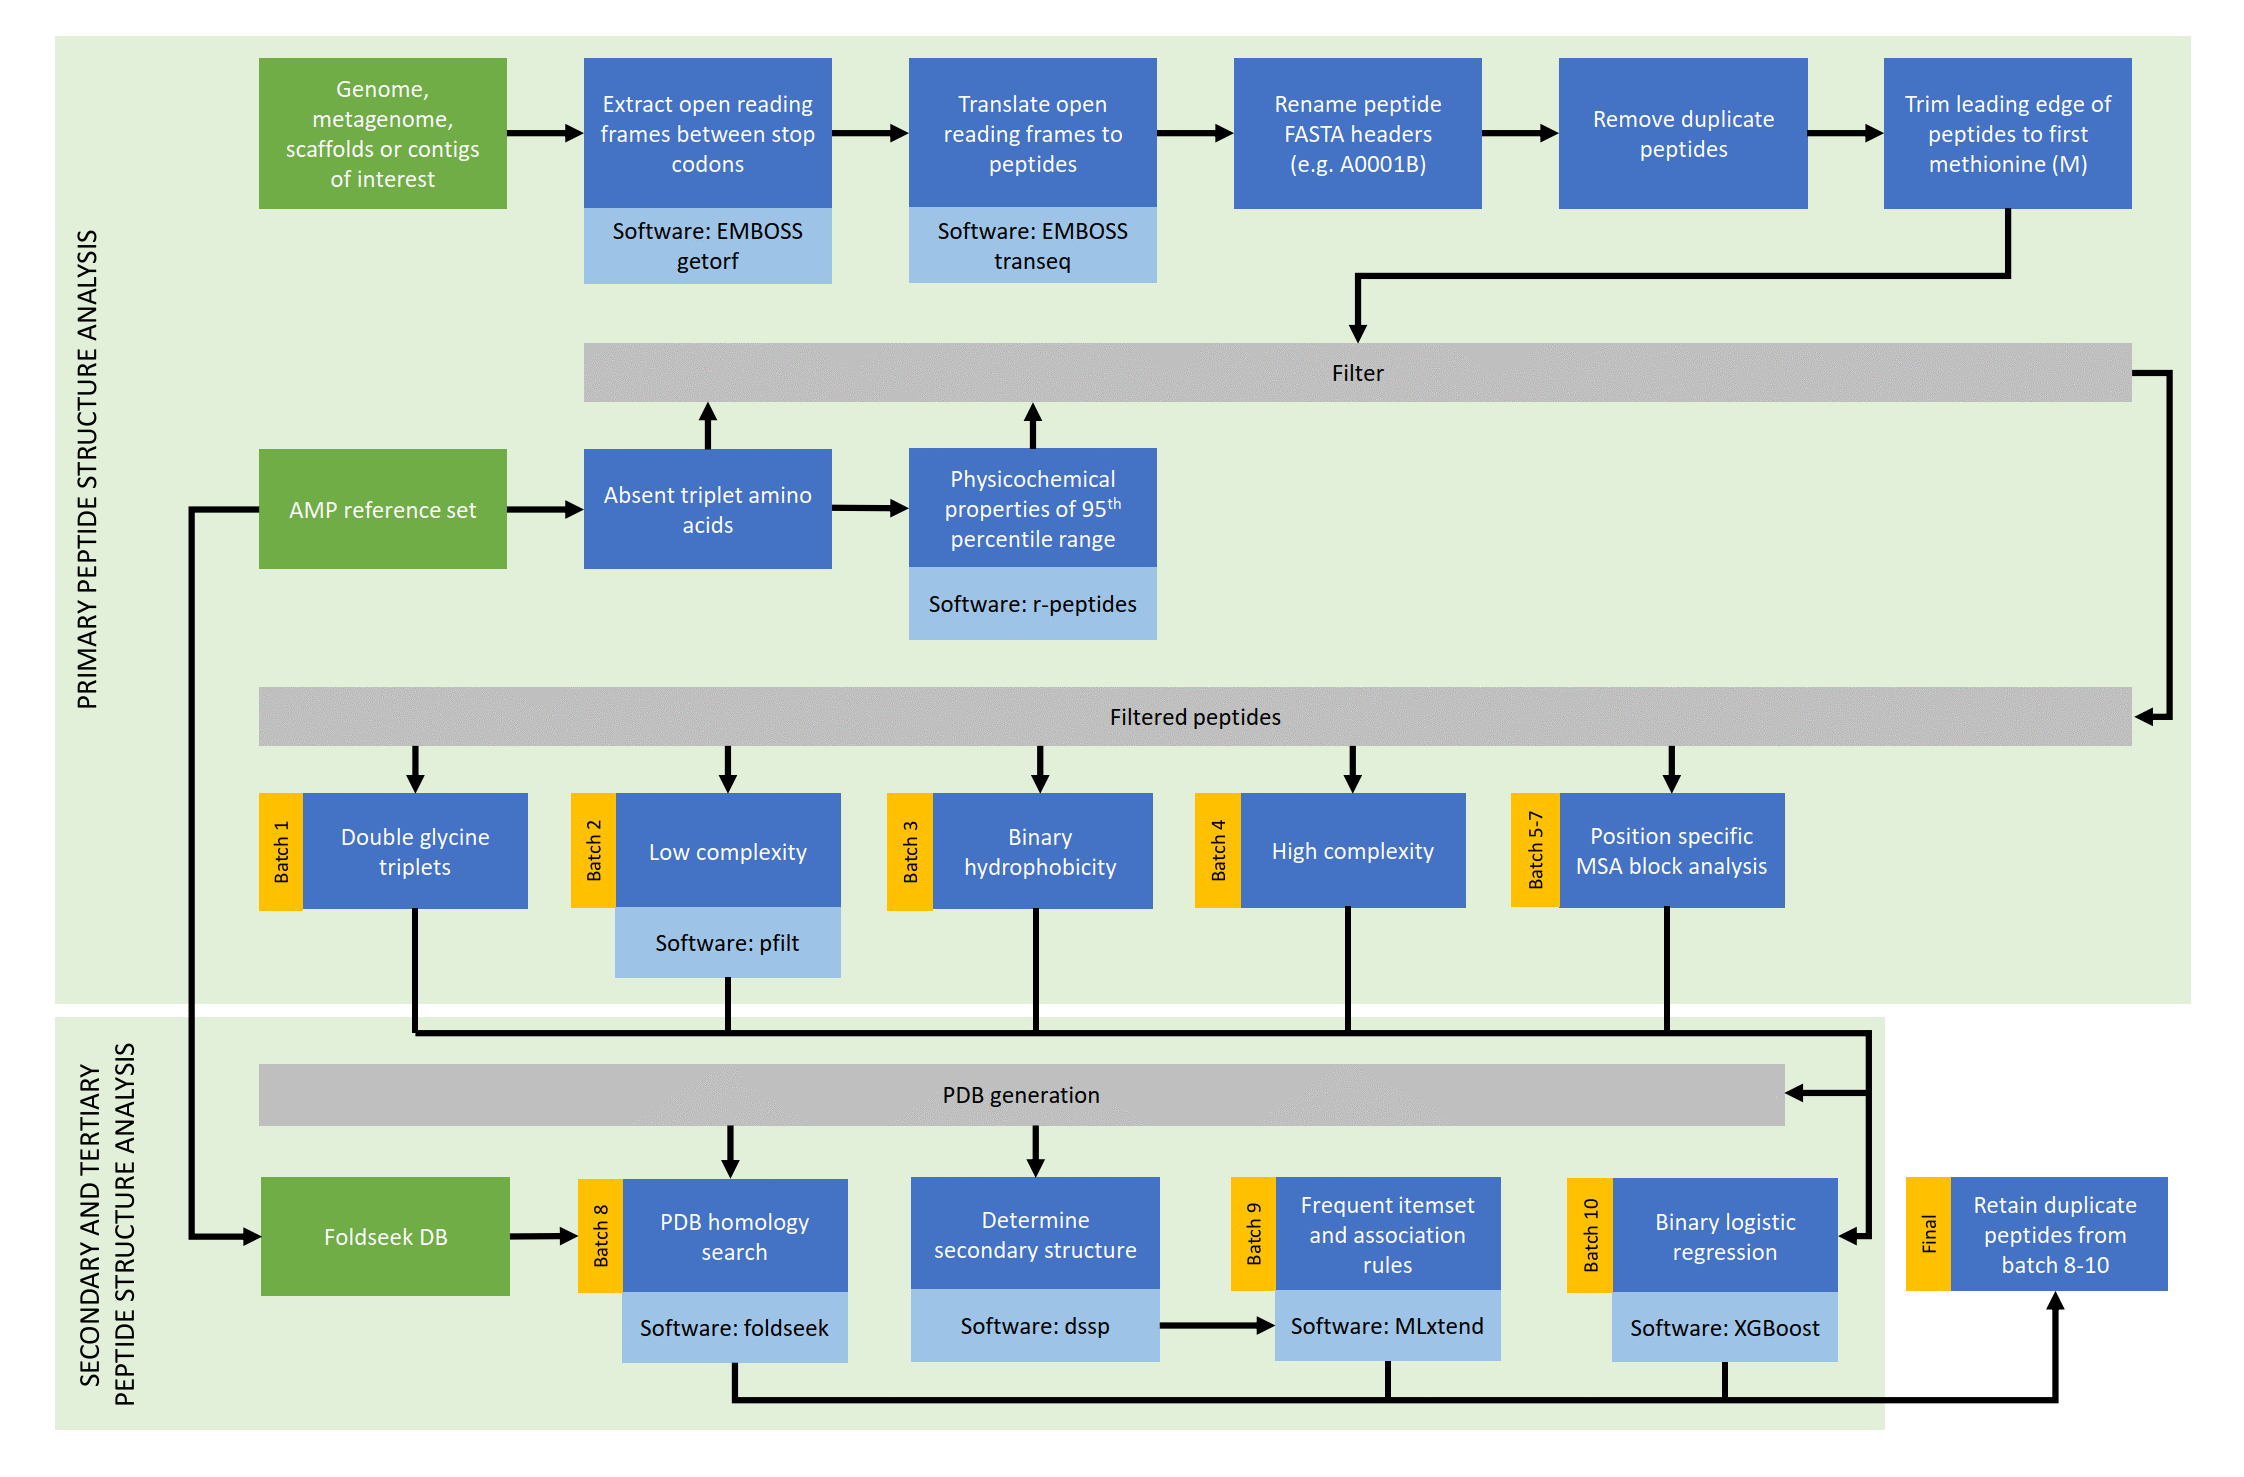 PRIMARY PEPTIDE STRUCTURE ANALYSIS
Genome,
metagenome,
scaffolds or contigs
of interest
Extract open reading
frames between stop
codons
Software: EMBOSS
getorf
Translate open
reading frames to
peptides
Software: EMBOSS
transeq
Rename peptide
FASTA headers
(e.g. A0001B)
Remove duplicate
peptides
Trim leading edge of
peptides to first
methionine (M)
Filter
AMP reference set
Absent triplet amino
acids
Physicochemical
properties of 95th
percentile range
Software: r-peptides
Filtered peptides
Batch 1
Double glycine
triplets
Batch 2
Low complexity
Software: pfilt
Batch 3
Binary
hydrophobicity
Batch 4
High complexity
Batch 5-7
Position specific
MSA block analysis
SECONDARY AND TERTIARY
PEPTIDE STRUCTURE ANALYSIS
PDB generation
Foldseek DB
Batch 8
PDB homology
search
Software: foldseek
Determine
secondary structure
Software: dssp
Batch 9
Frequent itemset
and association
rules
Software: MLxtend
Batch 10
Binary logistic
regression
Software: XGBoost
Final
Retain duplicate
peptides from
batch 8-10